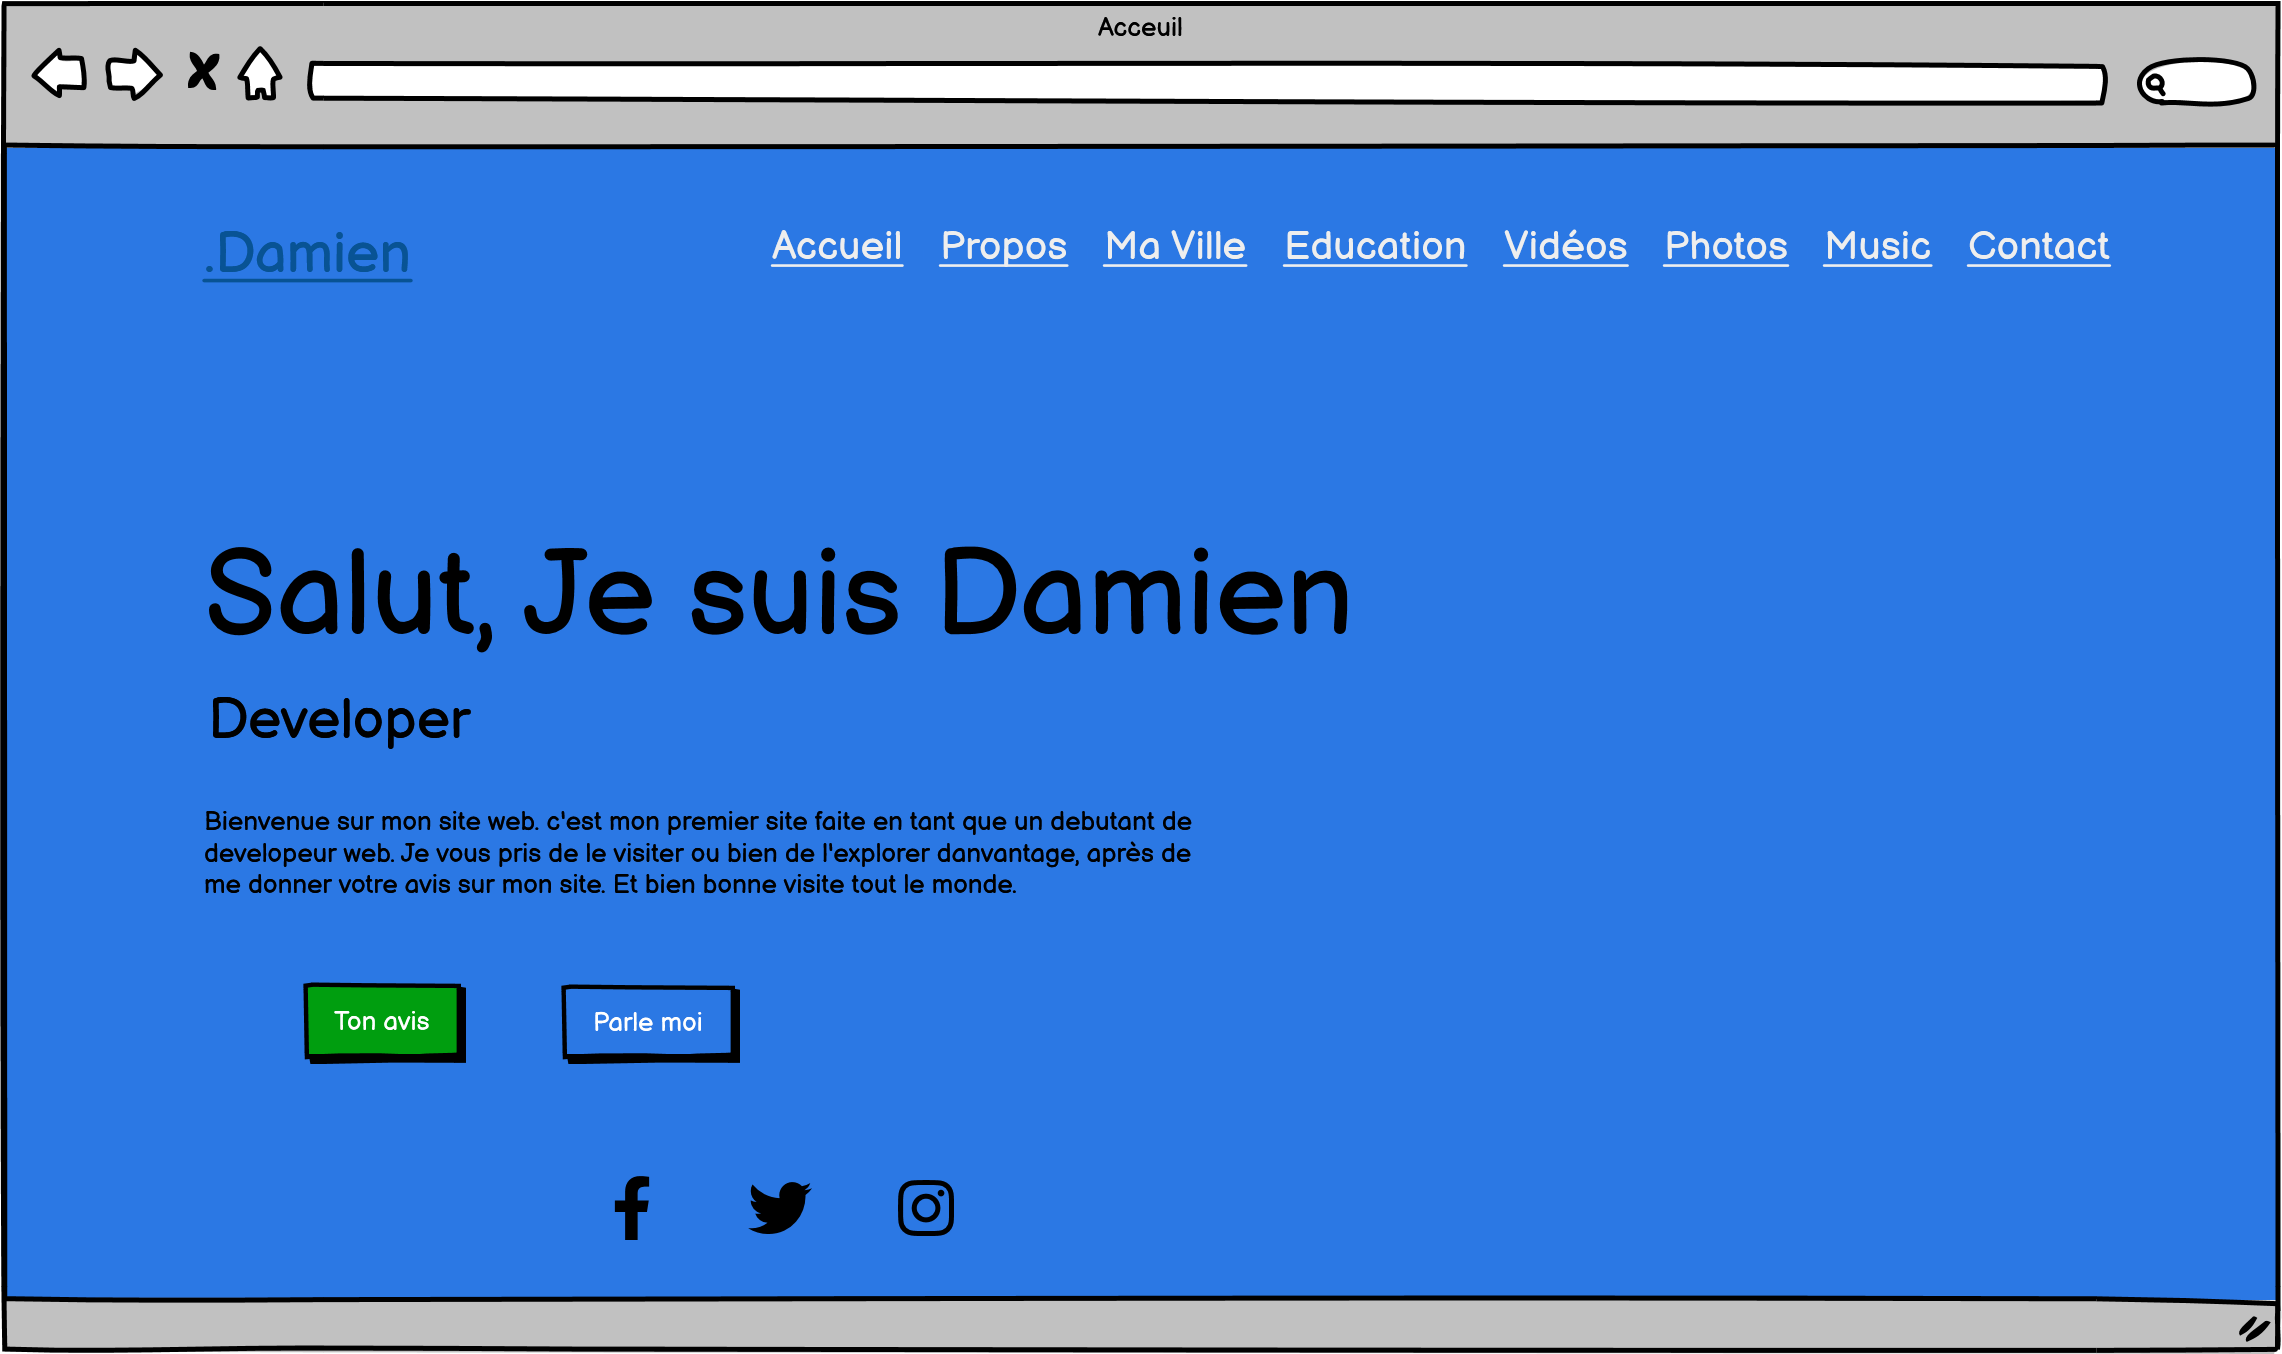 Acceuil
.Damien
Accueil Propos Ma Ville Education Vidéos Photos Music Contact
Salut, Je suis Damien
Developer
Bienvenue sur mon site web. c'est mon premier site faite en tant que un debutant de
developeur web. Je vous pris de le visiter ou bien de l'explorer danvantage, après de
me donner votre avis sur mon site. Et bien bonne visite tout le monde.
Ton avis
Parle moi